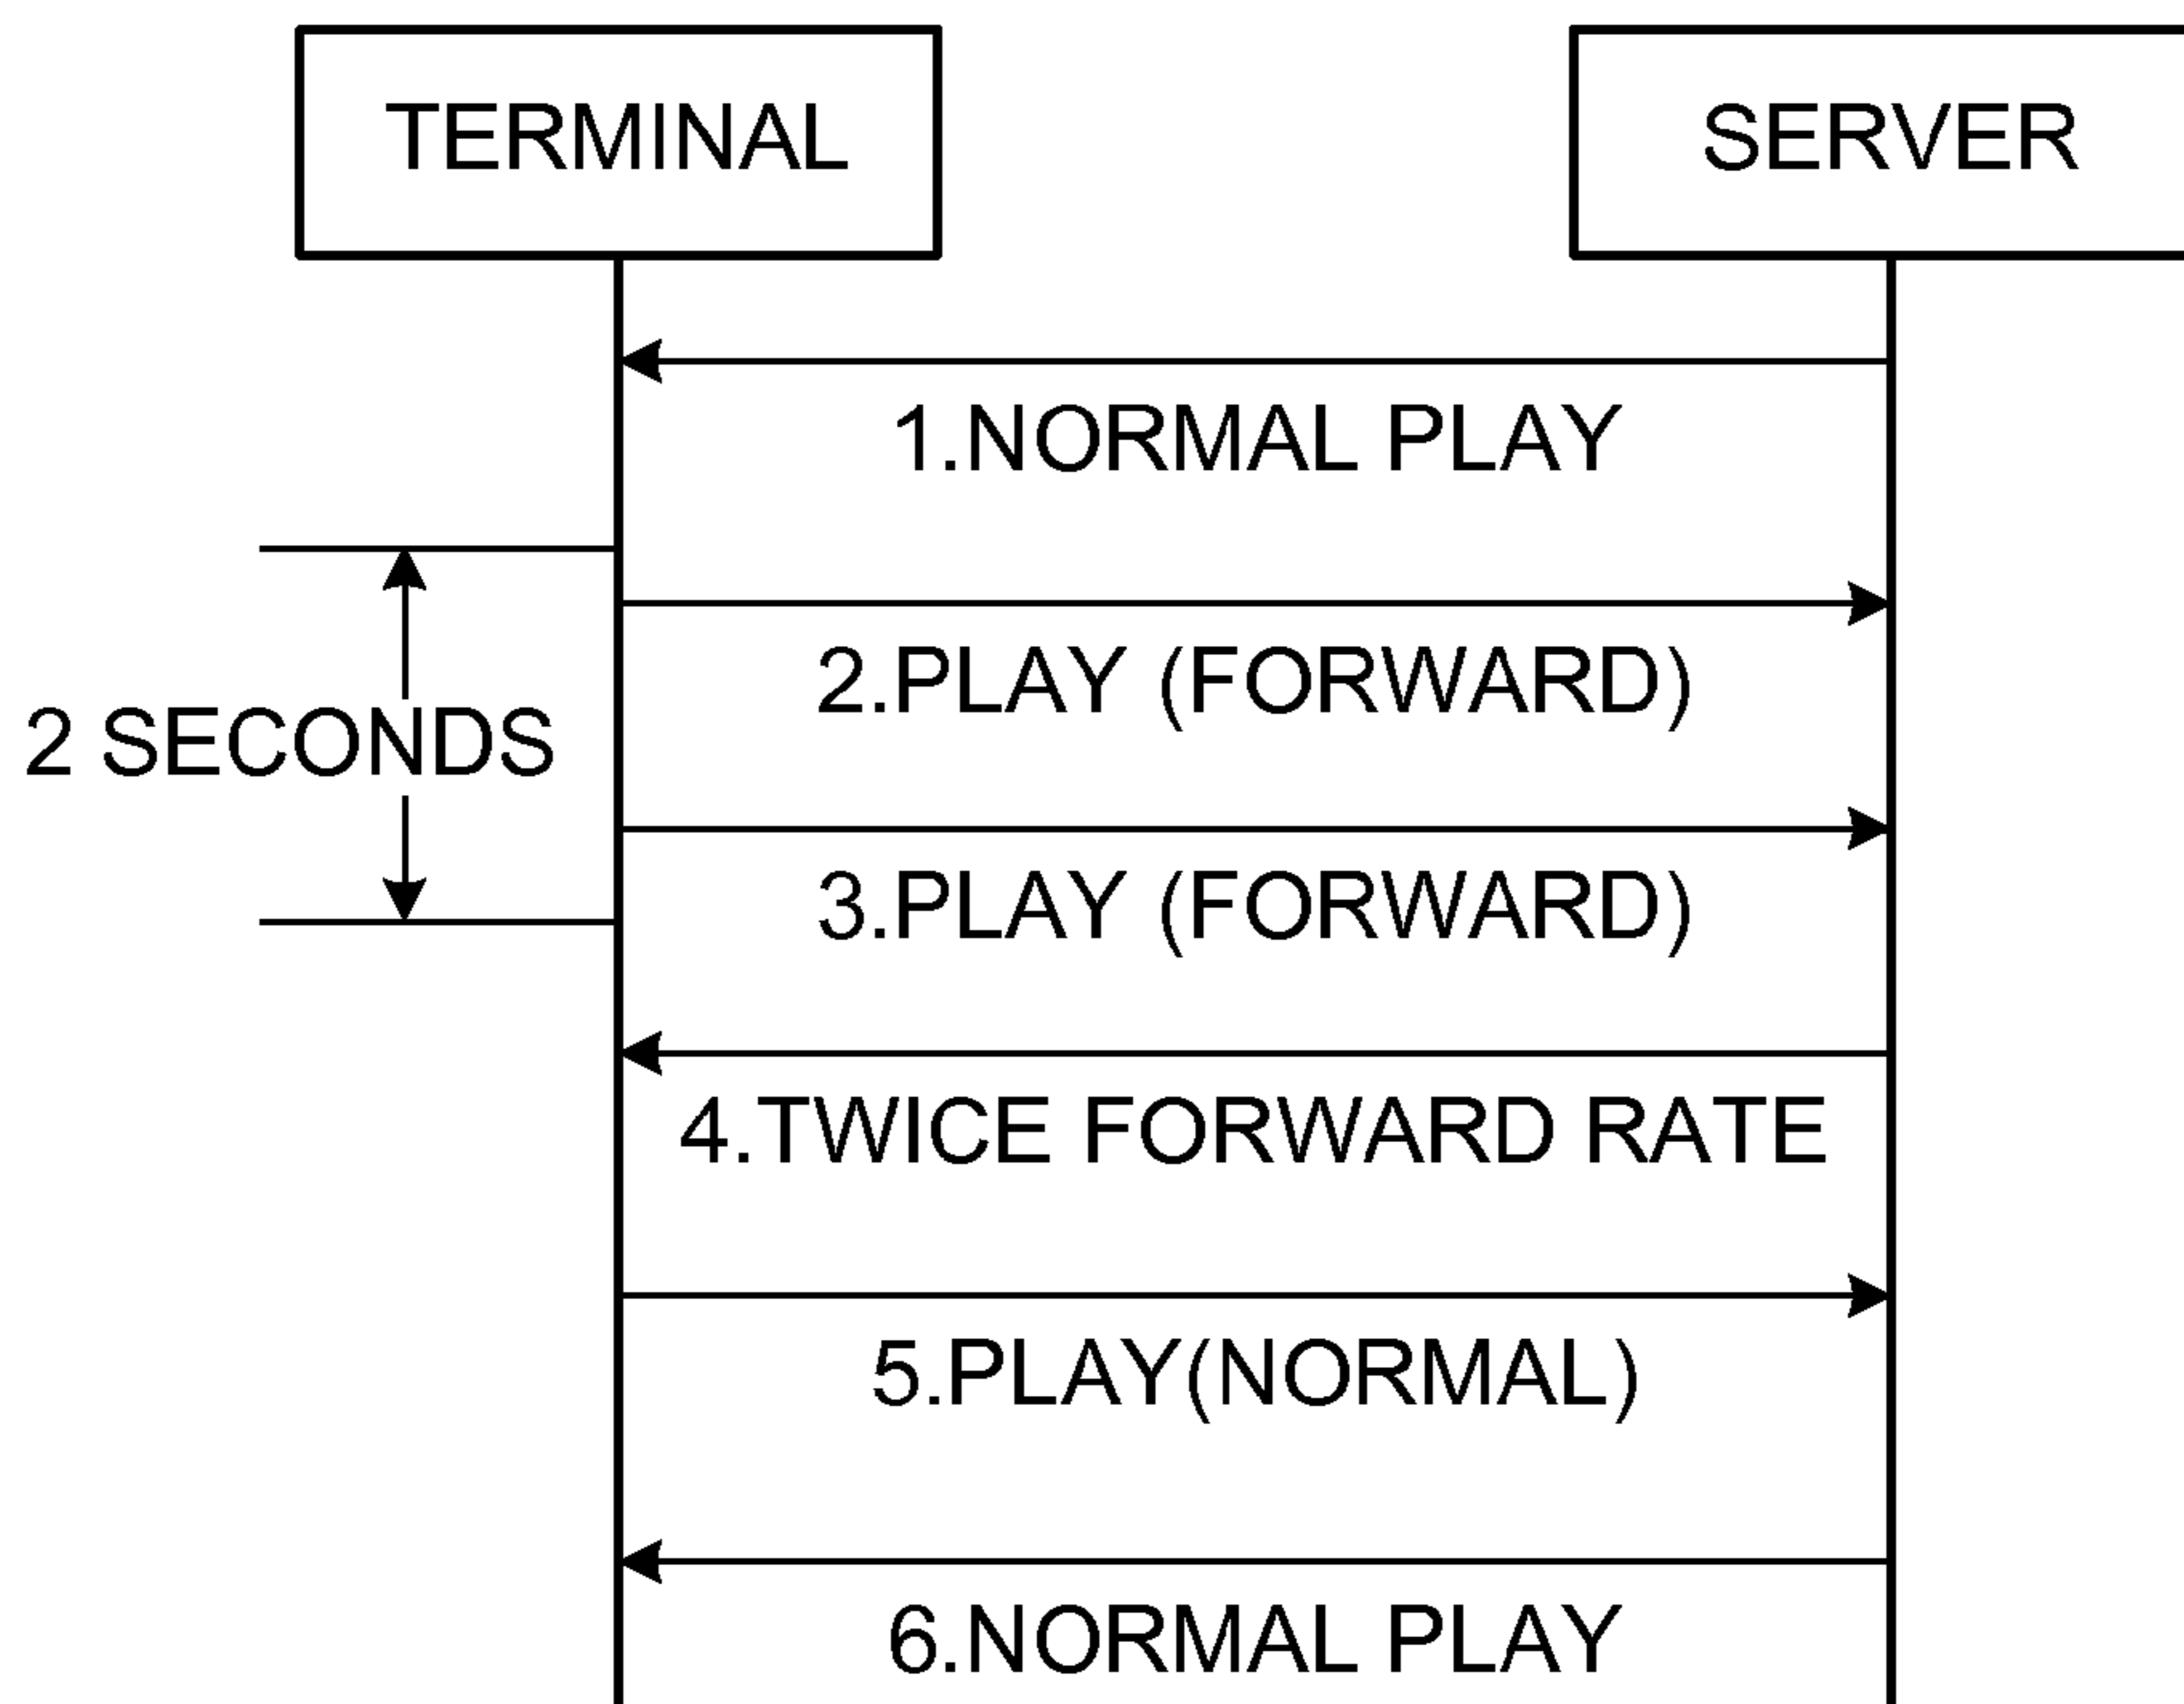 TERMINAL
SERVER
1.NORMAL PLAY
2.PLAY (FORWARD)
2 SECONDS
3.PLAY (FORWARD)
4.TWICE FORWARD RATE
5.PLAY(NORMAL)
6.NORMAL PLAY